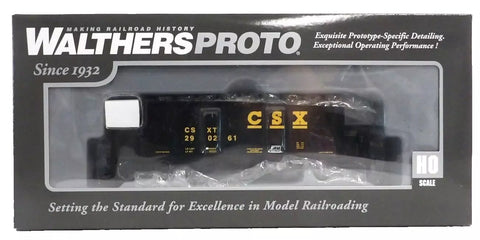 MAKING RAILROAD HISTORY
WALTHERSPROTO
Since 1932
Exquisite Prototype-Specific Detailing.
Exceptional Operating Performance !
CSX
CSXT
290261
HO
SCALE
Setting the Standard for Excellence in Model Railroading